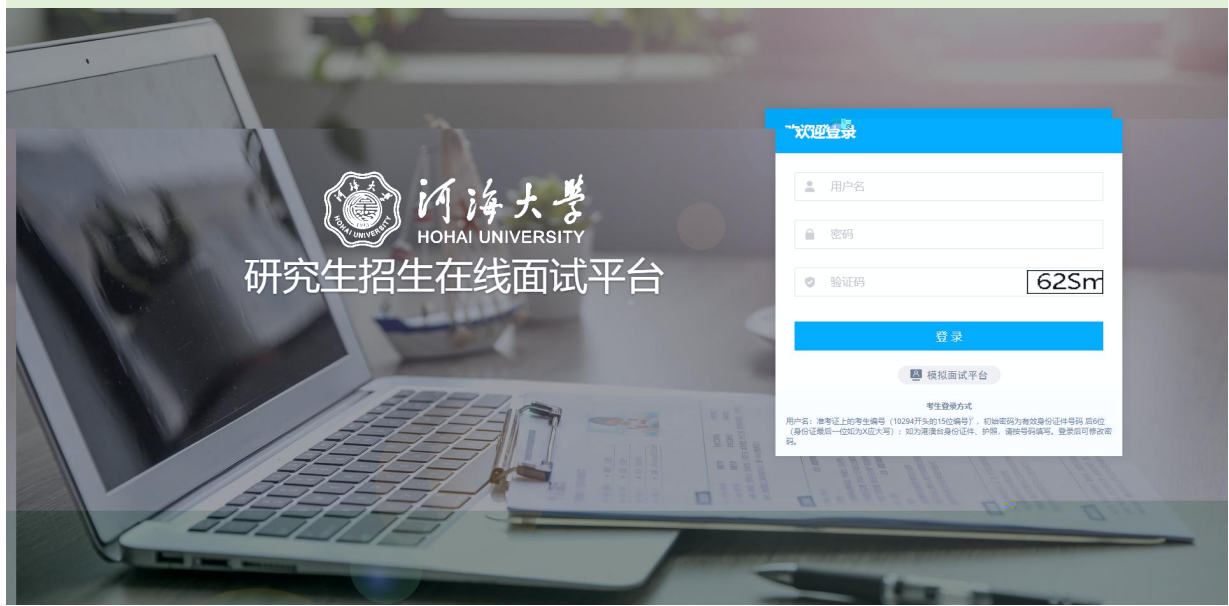 河海大学
HOHAI UNIVERSITY
研究生招生在线面试平台
欢迎登录
用户名
密码
验证码
62Sm
登 录
模拟面试平台
考生登录方式
用户名：准考证上的考生编号（10294开头的15位编号），初始密码为有效身份证件号码 后6位
（身份证最后一位如为X应大写）；如为港澳台身份证件、护照，请按号码填写。登录后可修改密
码。